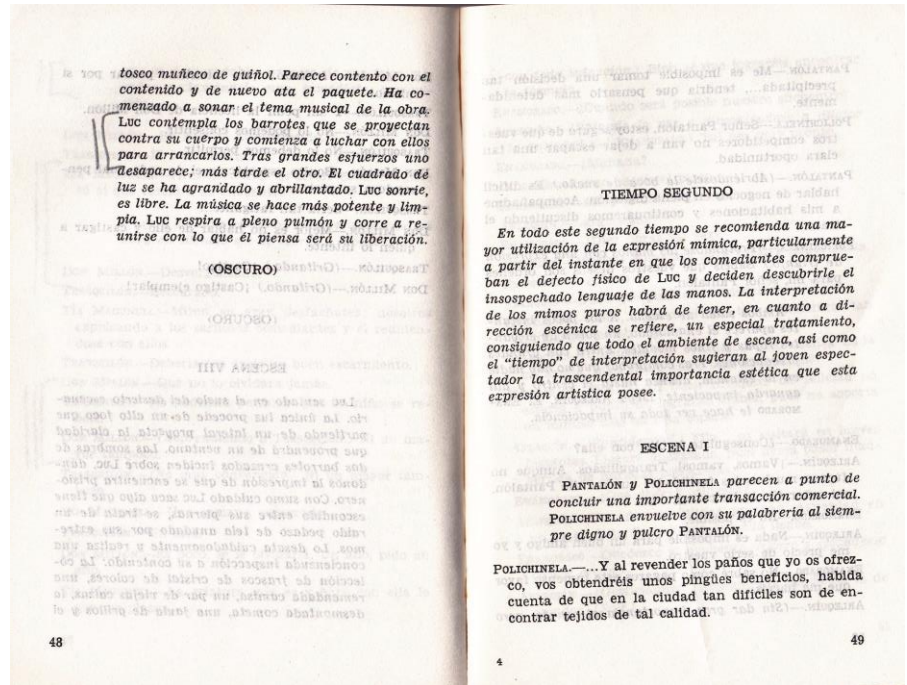 tosco muñeco de guiñol. Parece contento con el
contenido y de nuevo ata el paquete. Ha co-
menzado a sonar el tema musical de la obra.
LUC contempla los barrotes que se proyectan
contra su cuerpo y comienza a luchar con ellos
para arrancarlos. Tras grandes esfuerzos uno
desaparece; más tarde el otro. El cuadrado de
luz se ha agrandado y abrillantado. LUC sonríe,
es libre. La música se hace más potente y lim-
pia. LUC respira a pleno pulmón y corre a re-
unirse con lo que él piensa será su liberación.
(OSCURO)
48
TIEMPO SEGUNDO
En todo este segundo tiempo se recomienda una ma-
yor utilización de la expresión mímica, particularmente
a partir del instante en que los comediantes comprue-
ban el defecto físico de LUC y deciden descubrirle el
insospechado lenguaje de las manos. La interpretación
de los mimos puros habrá de tener, en cuanto a di-
rección escénica se refiere, un especial tratamiento,
consiguiendo que todo el ambiente de escena, así como
el "tiempo" de interpretación sugieran al joven espec-
tador la trascendental importancia estética que esta
expresión artística posee.
ESCENA I
PANTALÓN y POLICHINELA parecen a punto de
concluir una importante transacción comercial.
POLICHINELA envuelve con su palabrería al siem-
pre digno y pulcro PANTALÓN.
POLICHINELA.—...Y al revender los paños que yo os ofrez-
co, vos obtendréis unos pingües beneficios, habida
cuenta de que en la ciudad tan difíciles son de en-
contrar tejidos de tal calidad.
49
4